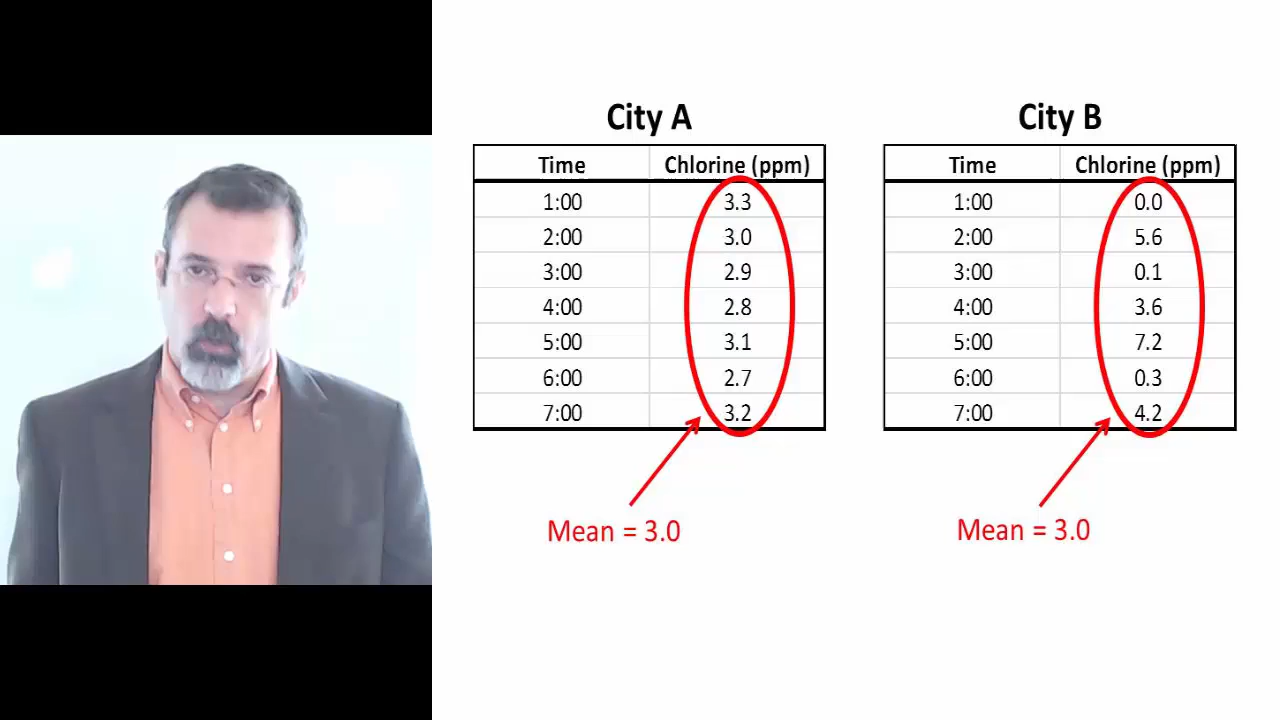 City A
Time Chlorine (ppm)
1:00 3.3
2:00 3.0
3:00 2.9
4:00 2.8
5:00 3.1
6:00 2.7
7:00 3.2
Mean = 3.0
City B
Time Chlorine (ppm)
1:00 0.0
2:00 5.6
3:00 0.1
4:00 3.6
5:00 7.2
6:00 0.3
7:00 4.2
Mean = 3.0